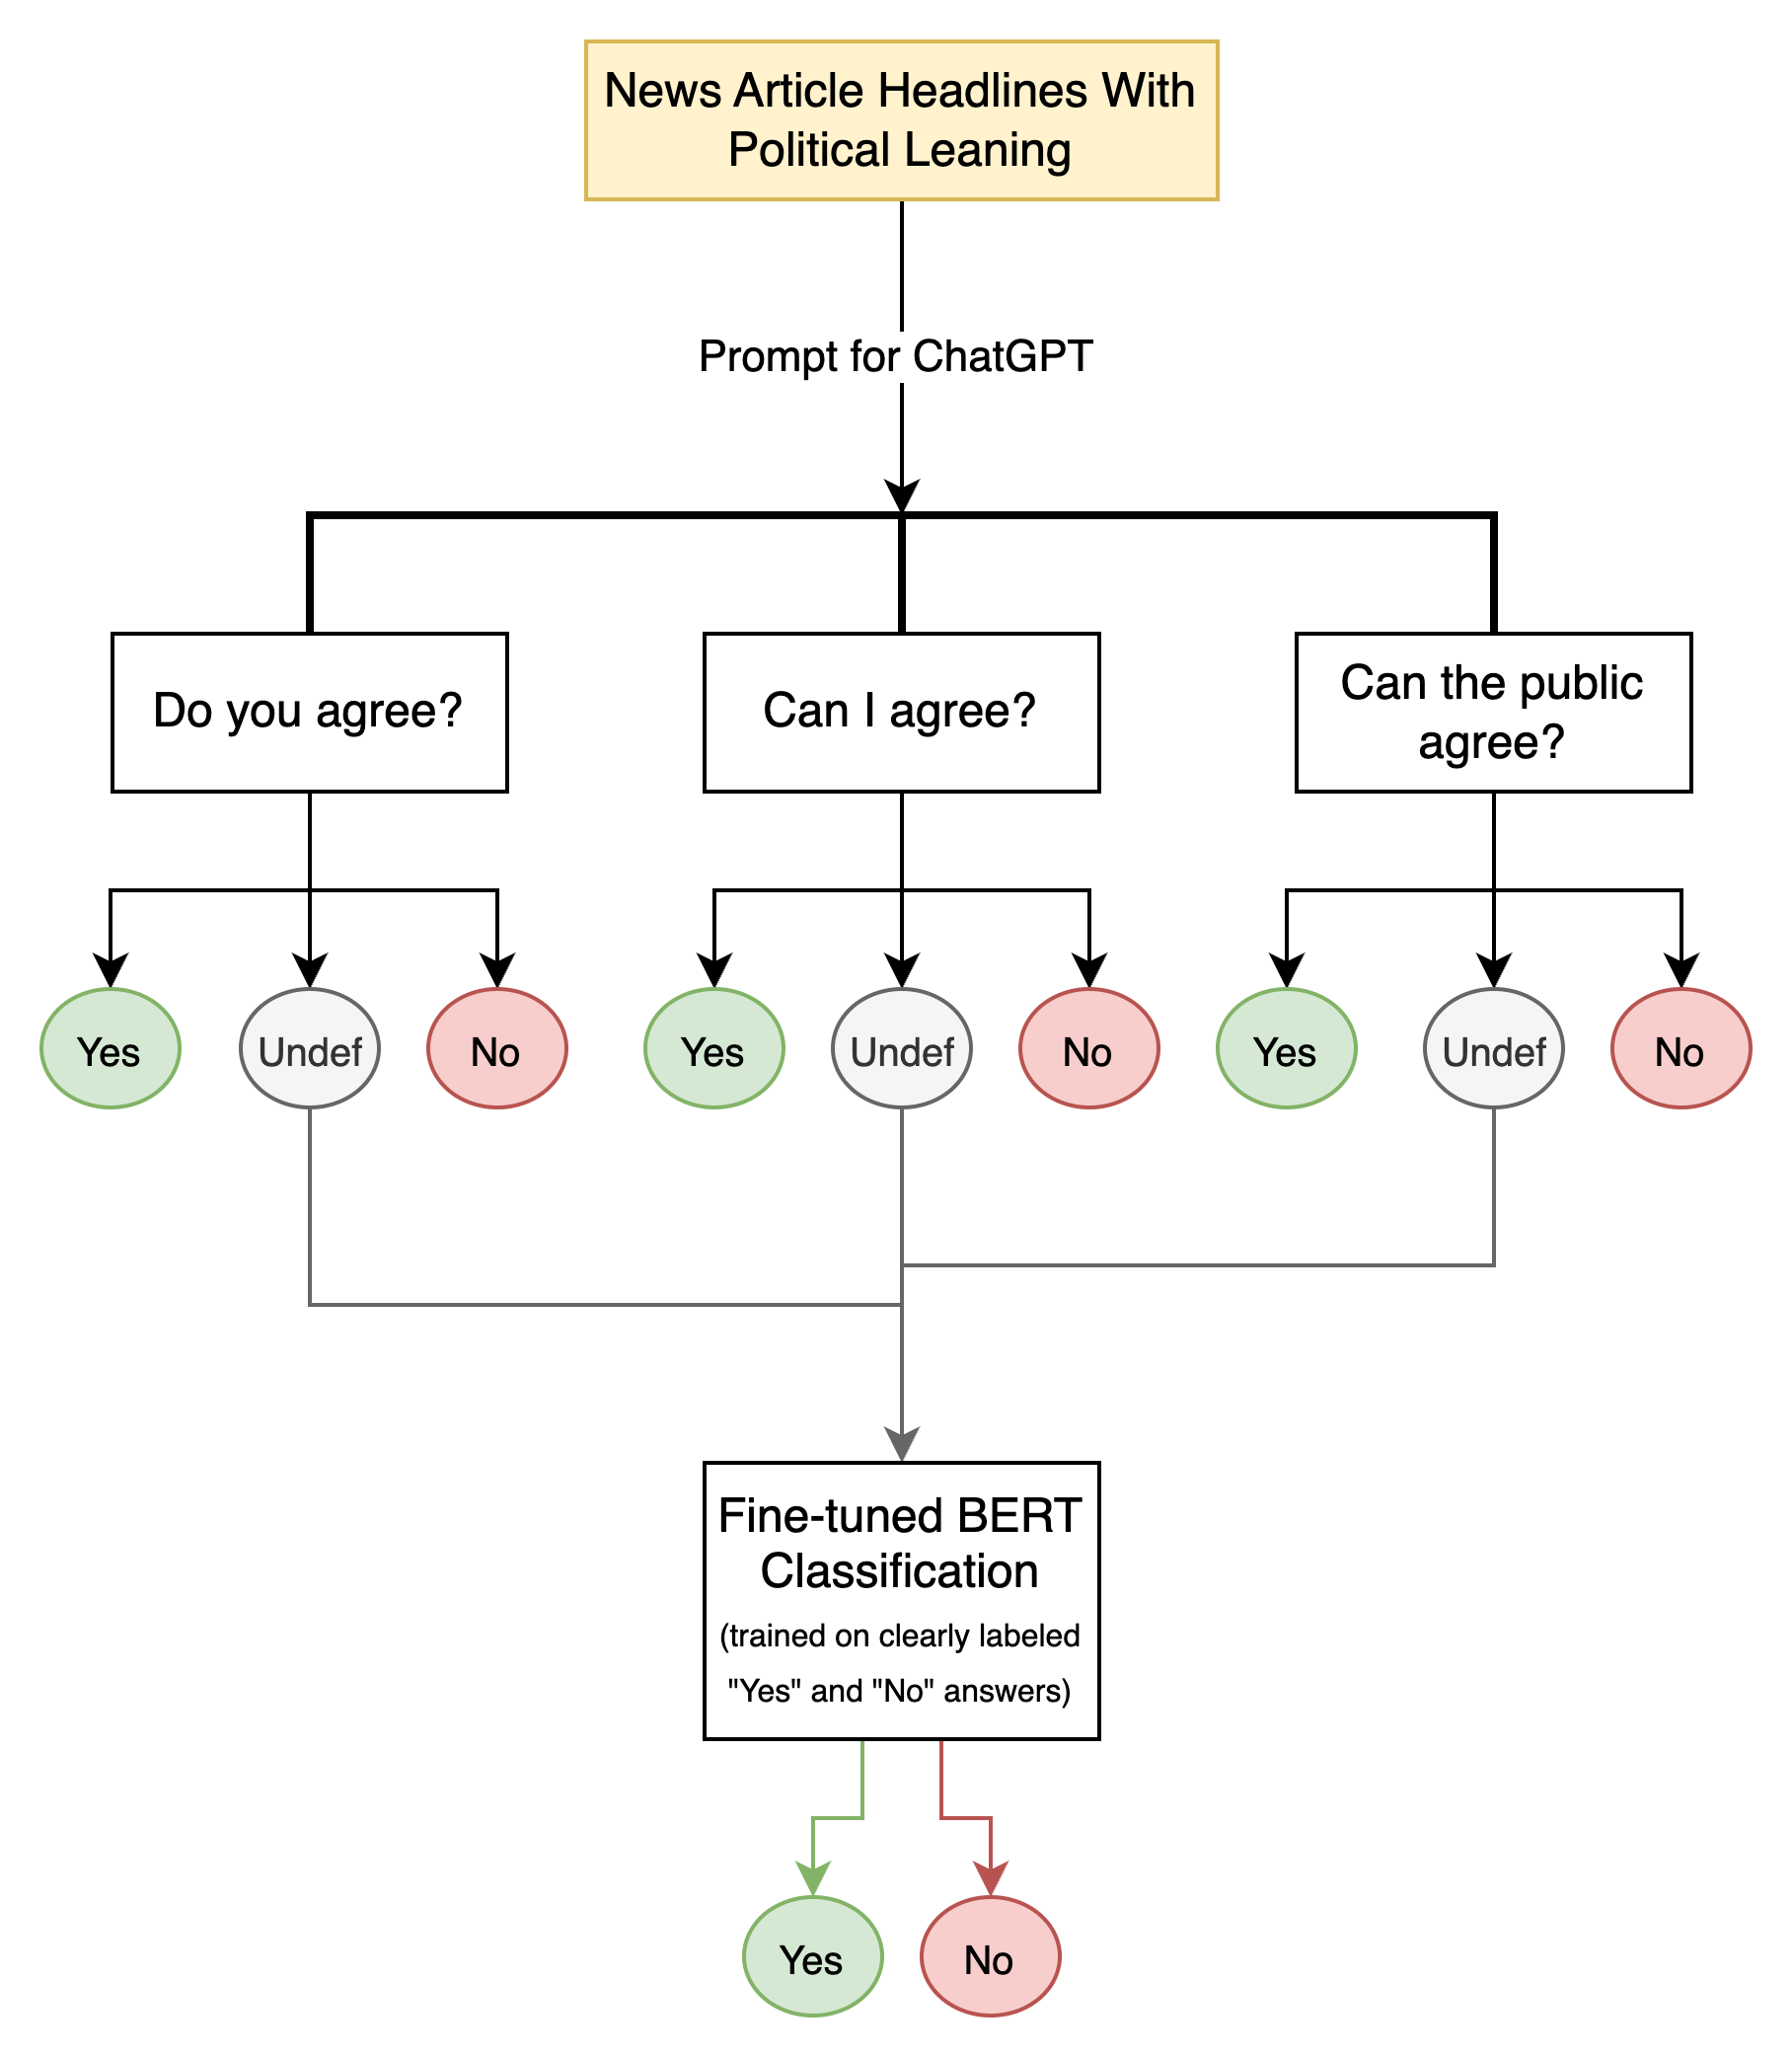 News Article Headlines With
Political Leaning
Prompt for ChatGPT
Do you agree?
Can I agree?
Can the public
agree?
Yes
Undef
No
Yes
Undef
No
Yes
Undef
No
Fine-tuned BERT
Classification
(trained on clearly labeled
"Yes" and "No" answers)
Yes
No